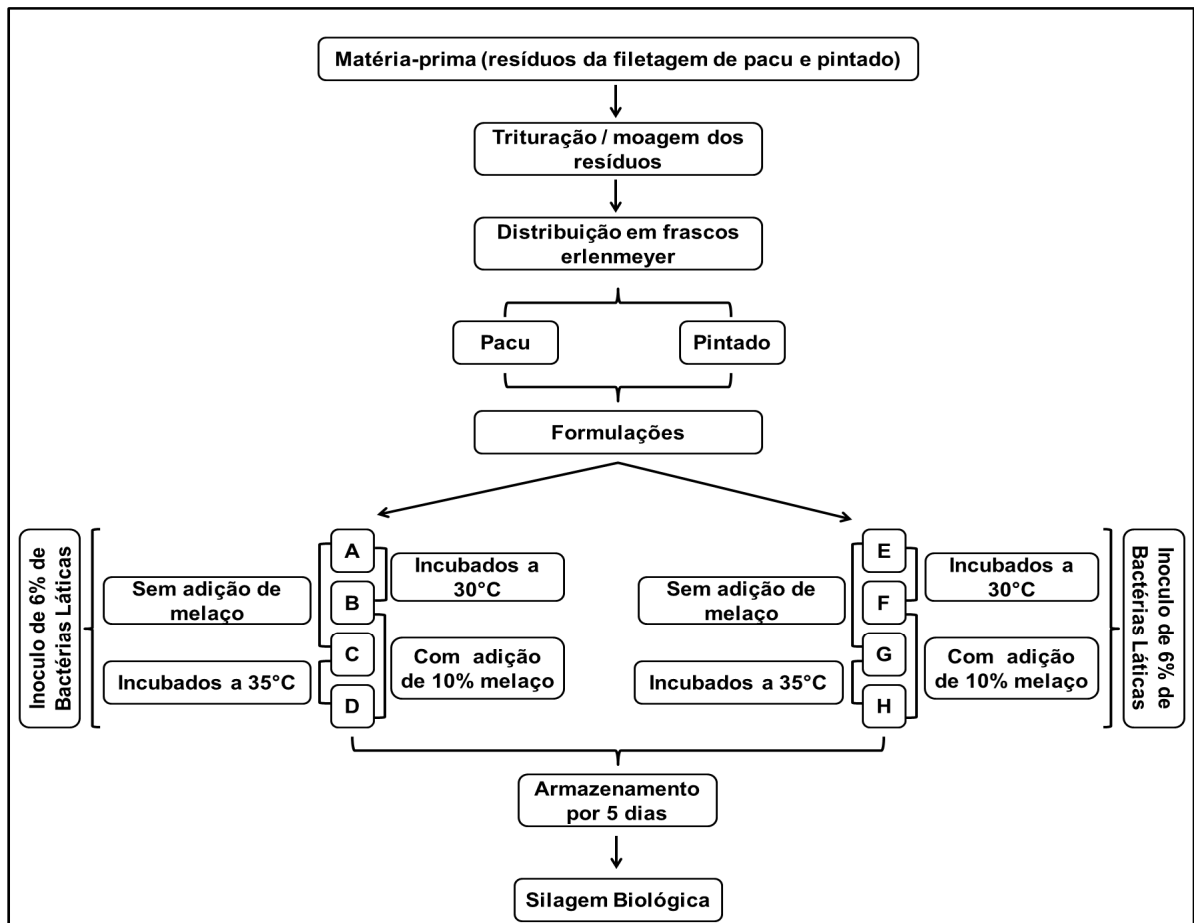 Matéria-prima (resíduos da filetagem de pacu e pintado)
Trituração / moagem dos
resíduos
Distribuição em frascos
erlenmeyer
Pacu
Pintado
Formulações
Inoculo de 6% de
Bactérias Láticas
Sem adição de
melaço
Incubados a 35°C
A
B
C
D
Incubados a
30°C
Com adição
de 10% melaço
Sem adição de
melaço
Incubados a 35°C
E
F
G
H
Incubados a
30°C
Com adição
de 10% melaço
Inoculo de 6% de
Bactérias Láticas
Armazenamento
por 5 dias
Silagem Biológica